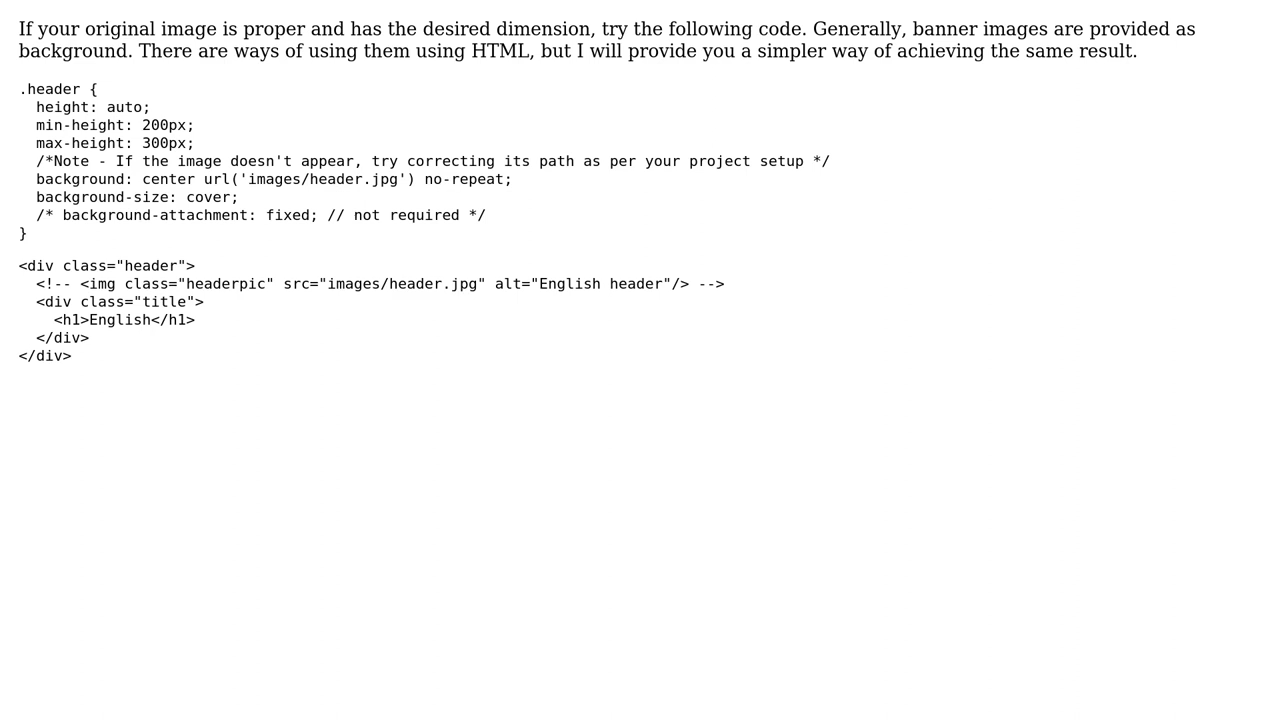 If your original image is proper and has the desired dimension, try the following code. Generally, banner images are provided as
background. There are ways of using them using HTML, but I will provide you a simpler way of achieving the same result.
.header {
  height: auto;
  min-height: 200px;
  max-height: 300px;
  /*Note - If the image doesn't appear, try correcting its path as per your project setup */
  background: center url('images/header.jpg') no-repeat;
  background-size: cover;
  /* background-attachment: fixed; // not required */
}
<div class="header">
  <!-- <img class="headerpic" src="images/header.jpg" alt="English header"/> -->
  <div class="title">
    <h1>English</h1>
  </div>
</div>